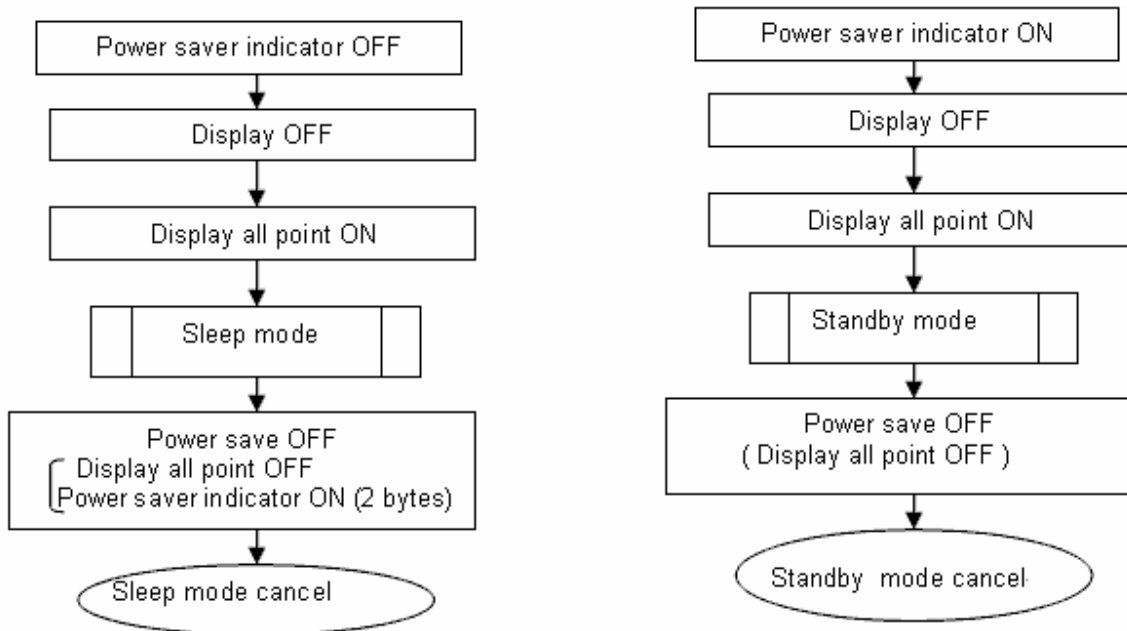 Power saver indicator OFF
Display OFF
Display all point ON
Sleep mode
Power save OFF
Display all point OFF
Power saver indicator ON (2 bytes)
Sleep mode cancel
Power saver indicator ON
Display OFF
Display all point ON
Standby mode
Power save OFF
( Display all point OFF )
Standby mode cancel